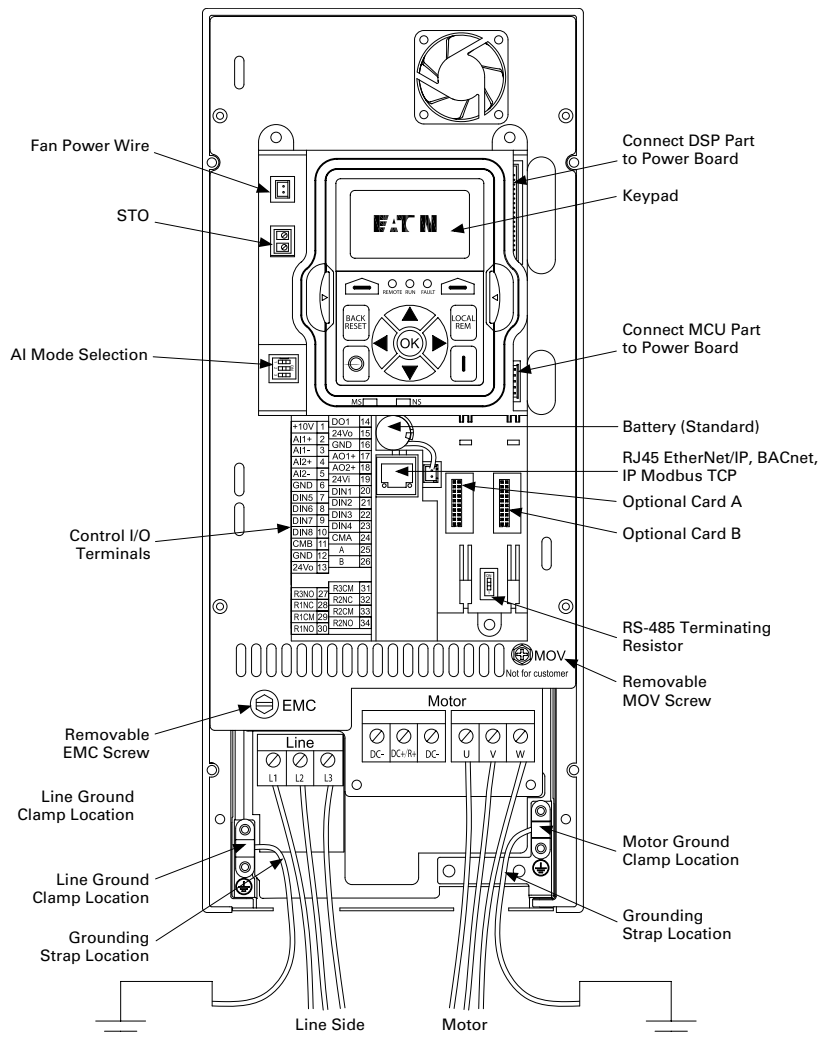 Fan Power Wire
STO
AI Mode Selection
Control I/O
Terminals
Removable
EMC Screw
Line Ground
Clamp Location
Line Ground
Clamp Location
Grounding
Strap Location
Connect DSP Part
to Power Board
Keypad
Connect MCU Part
to Power Board
Battery (Standard)
RJ45 EtherNet/IP, BACnet,
IP Modbus TCP
Optional Card A
Optional Card B
RS-485 Terminating
Resistor
Removable
MOV Screw
Motor Ground
Clamp Location
Grounding
Strap Location
EATON
REMOTE RUN FAULT
BACK
RESET
LOCAL
REM
OK
MS NS
+10V 1
AI1+ 2
AI1- 3
AI2+ 4
AI2- 5
GND 6
DIN5 7
DIN6 8
DIN7 9
DIN8 10
CMB 11
GND 12
24Vo 13
DO1 14
24Vo 15
GND 16
AO1+ 17
AO2+ 18
24Vi 19
DIN1 20
DIN2 21
DIN3 22
DIN4 23
CMA 24
A 25
B 26
R3NO 27
R1NC 28
R1CM 29
R1NO 30
R3CM 31
R2NC 32
R2CM 33
R2NO 34
MOV
Not for customer
EMC
Motor
Line
L1 L2 L3
DC- DC+/R+ DC- U V W
Line Side
Motor